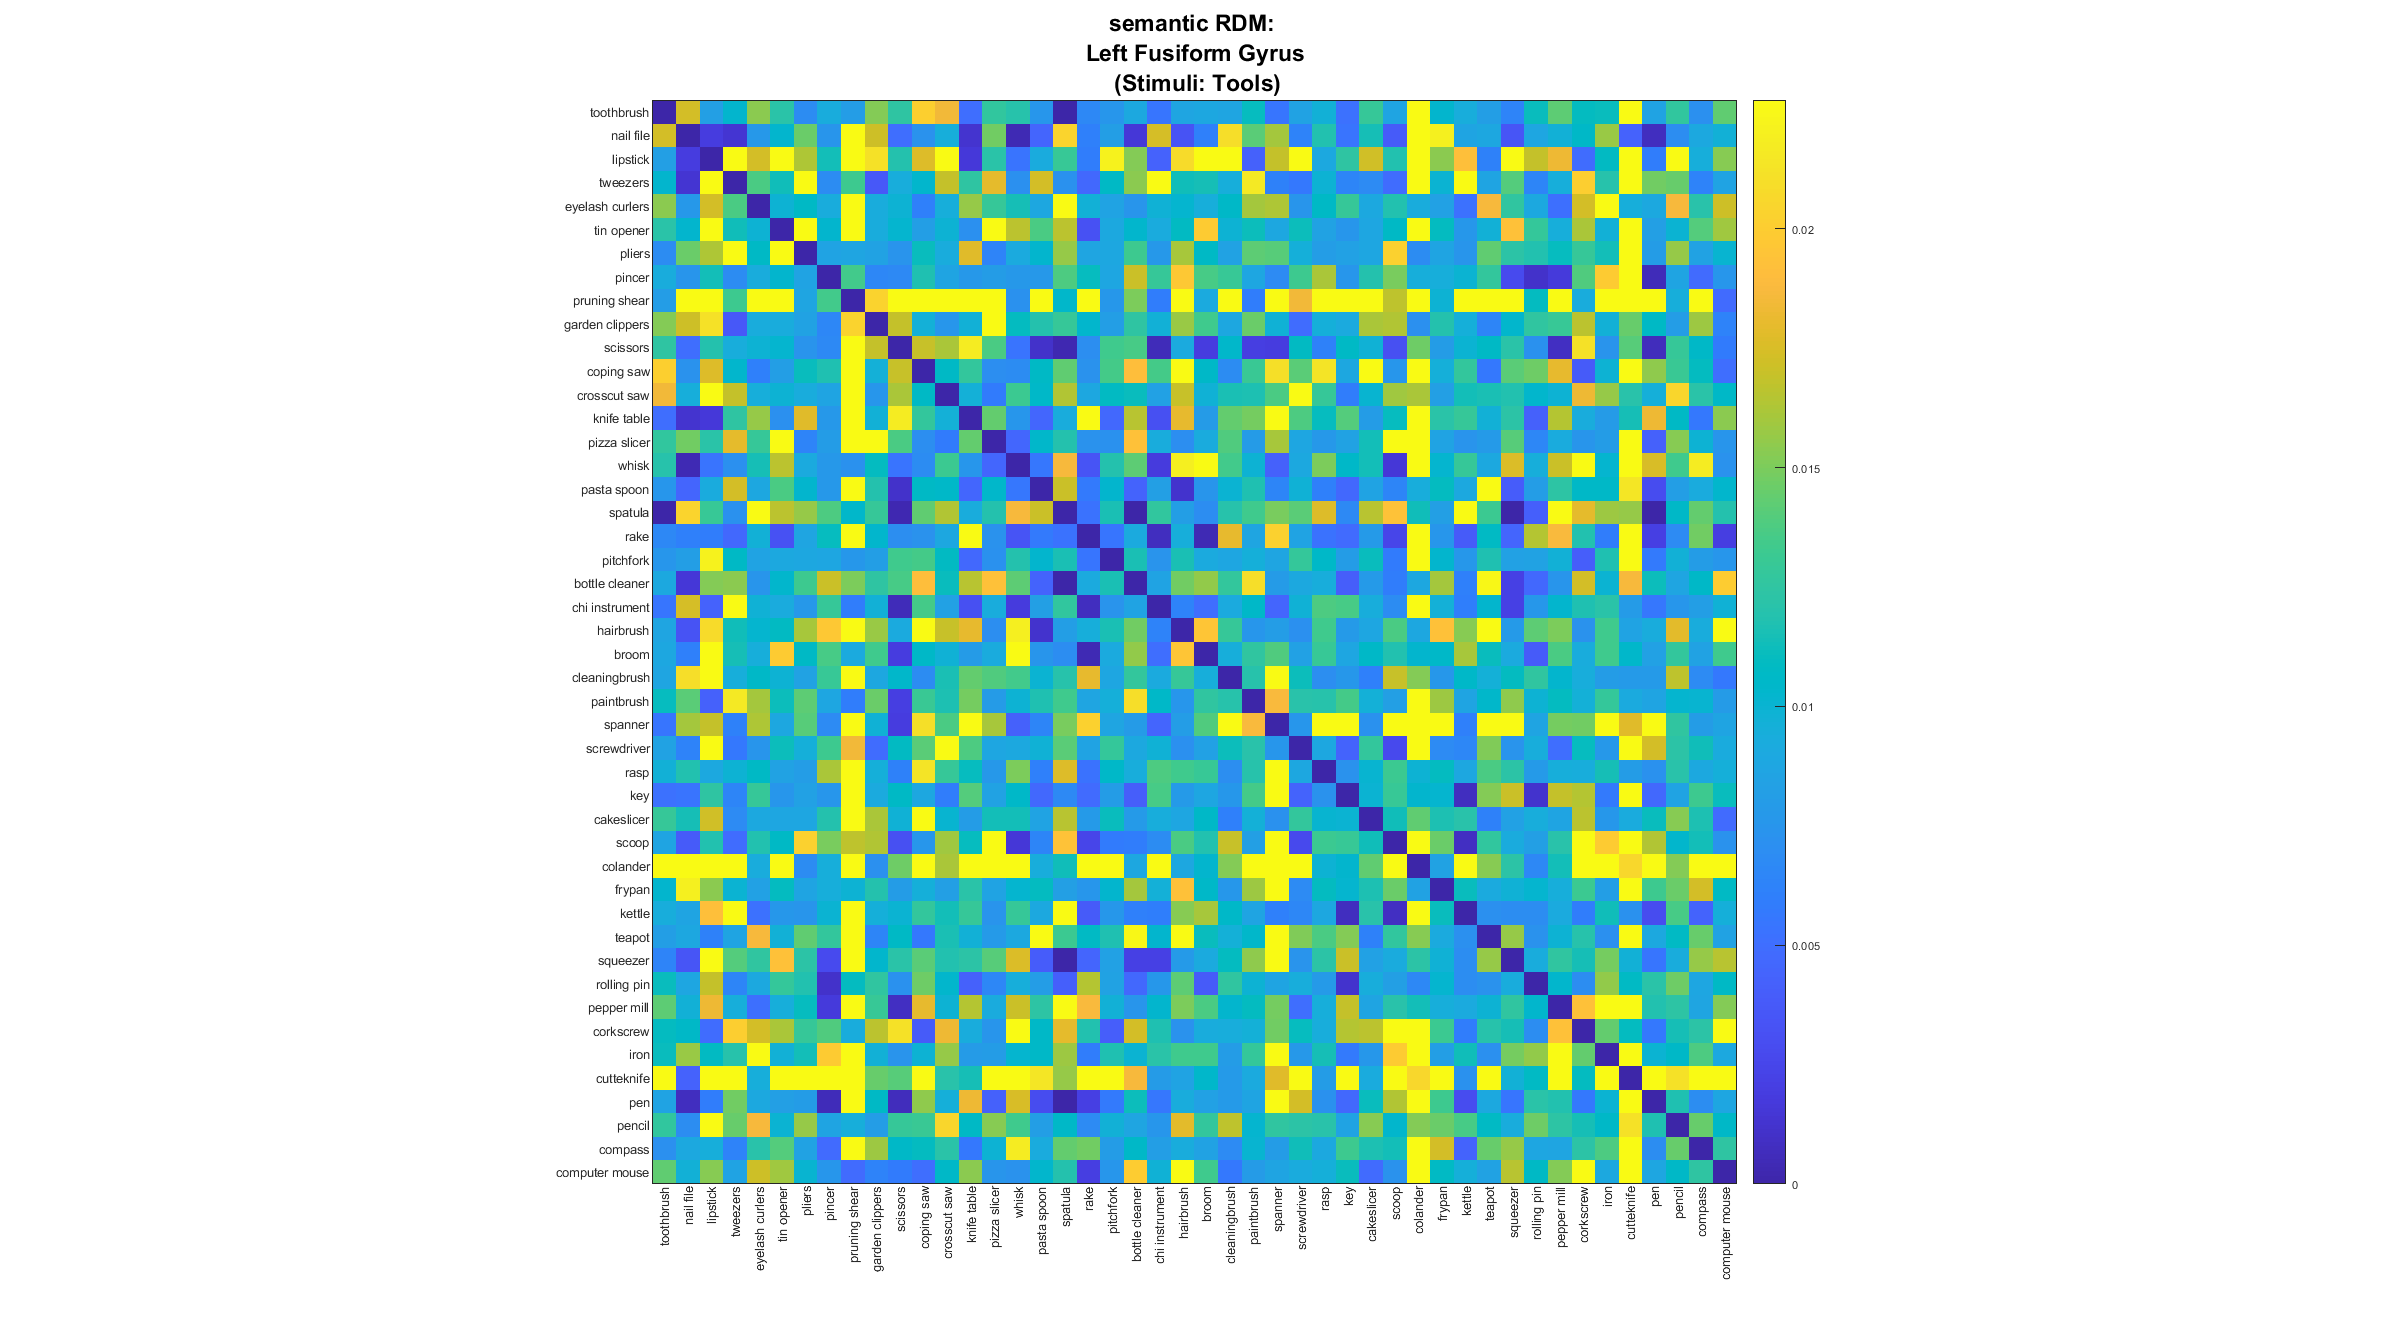 semantic RDM:
Left Fusiform Gyrus
(Stimuli: Tools)
toothbrush
nail file
lipstick
tweezers
eyelash curlers
tin opener
pliers
pincer
pruning shear
garden clippers
scissors
coping saw
crosscut saw
knife table
pizza slicer
whisk
pasta spoon
spatula
rake
pitchfork
bottle cleaner
chi instrument
hairbrush
broom
cleaningbrush
paintbrush
spanner
screwdriver
rasp
key
cakeslicer
scoop
colander
frypan
kettle
teapot
squeezer
rolling pin
pepper mill
corkscrew
iron
cutteknife
pen
pencil
compass
computer mouse
0.02
0.015
0.01
0.005
0
toothbrush
nail file
lipstick
tweezers
eyelash curlers
tin opener
pliers
pincer
pruning shear
garden clippers
scissors
coping saw
crosscut saw
knife table
pizza slicer
whisk
pasta spoon
spatula
rake
pitchfork
bottle cleaner
chi instrument
hairbrush
broom
cleaningbrush
paintbrush
spanner
screwdriver
rasp
key
cakeslicer
scoop
colander
frypan
kettle
teapot
squeezer
rolling pin
pepper mill
corkscrew
iron
cutteknife
pen
pencil
compass
computer mouse